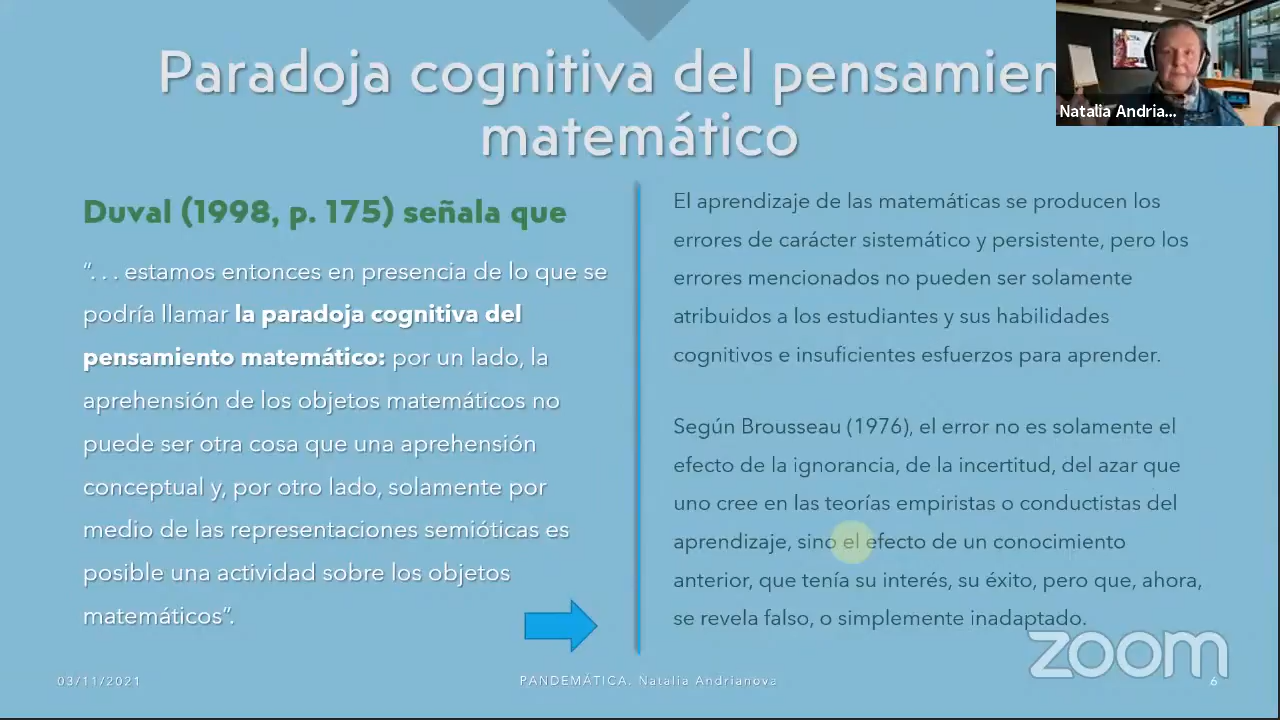 Paradoja cognitiva del pensamien
matemático
Natalia Andria...
Duval (1998, p. 175) señala que
“. . . estamos entonces en presencia de lo que se
podría llamar la paradoja cognitiva del
pensamiento matemático: por un lado, la
aprehensión de los objetos matemáticos no
puede ser otra cosa que una aprehensión
conceptual y, por otro lado, solamente por
medio de las representaciones semióticas es
posible una actividad sobre los objetos
matemáticos”.
El aprendizaje de las matemáticas se producen los
errores de carácter sistemático y persistente, pero los
errores mencionados no pueden ser solamente
atribuidos a los estudiantes y sus habilidades
cognitivos e insuficientes esfuerzos para aprender.
Según Brousseau (1976), el error no es solamente el
efecto de la ignorancia, de la incertitud, del azar que
uno cree en las teorías empiristas o conductistas del
aprendizaje, sino el efecto de un conocimiento
anterior, que tenía su interés, su éxito, pero que, ahora,
se revela falso, o simplemente inadaptado.
zoom
03/11/2021
PANDEMÁTICA. Natalia Andrianova
6